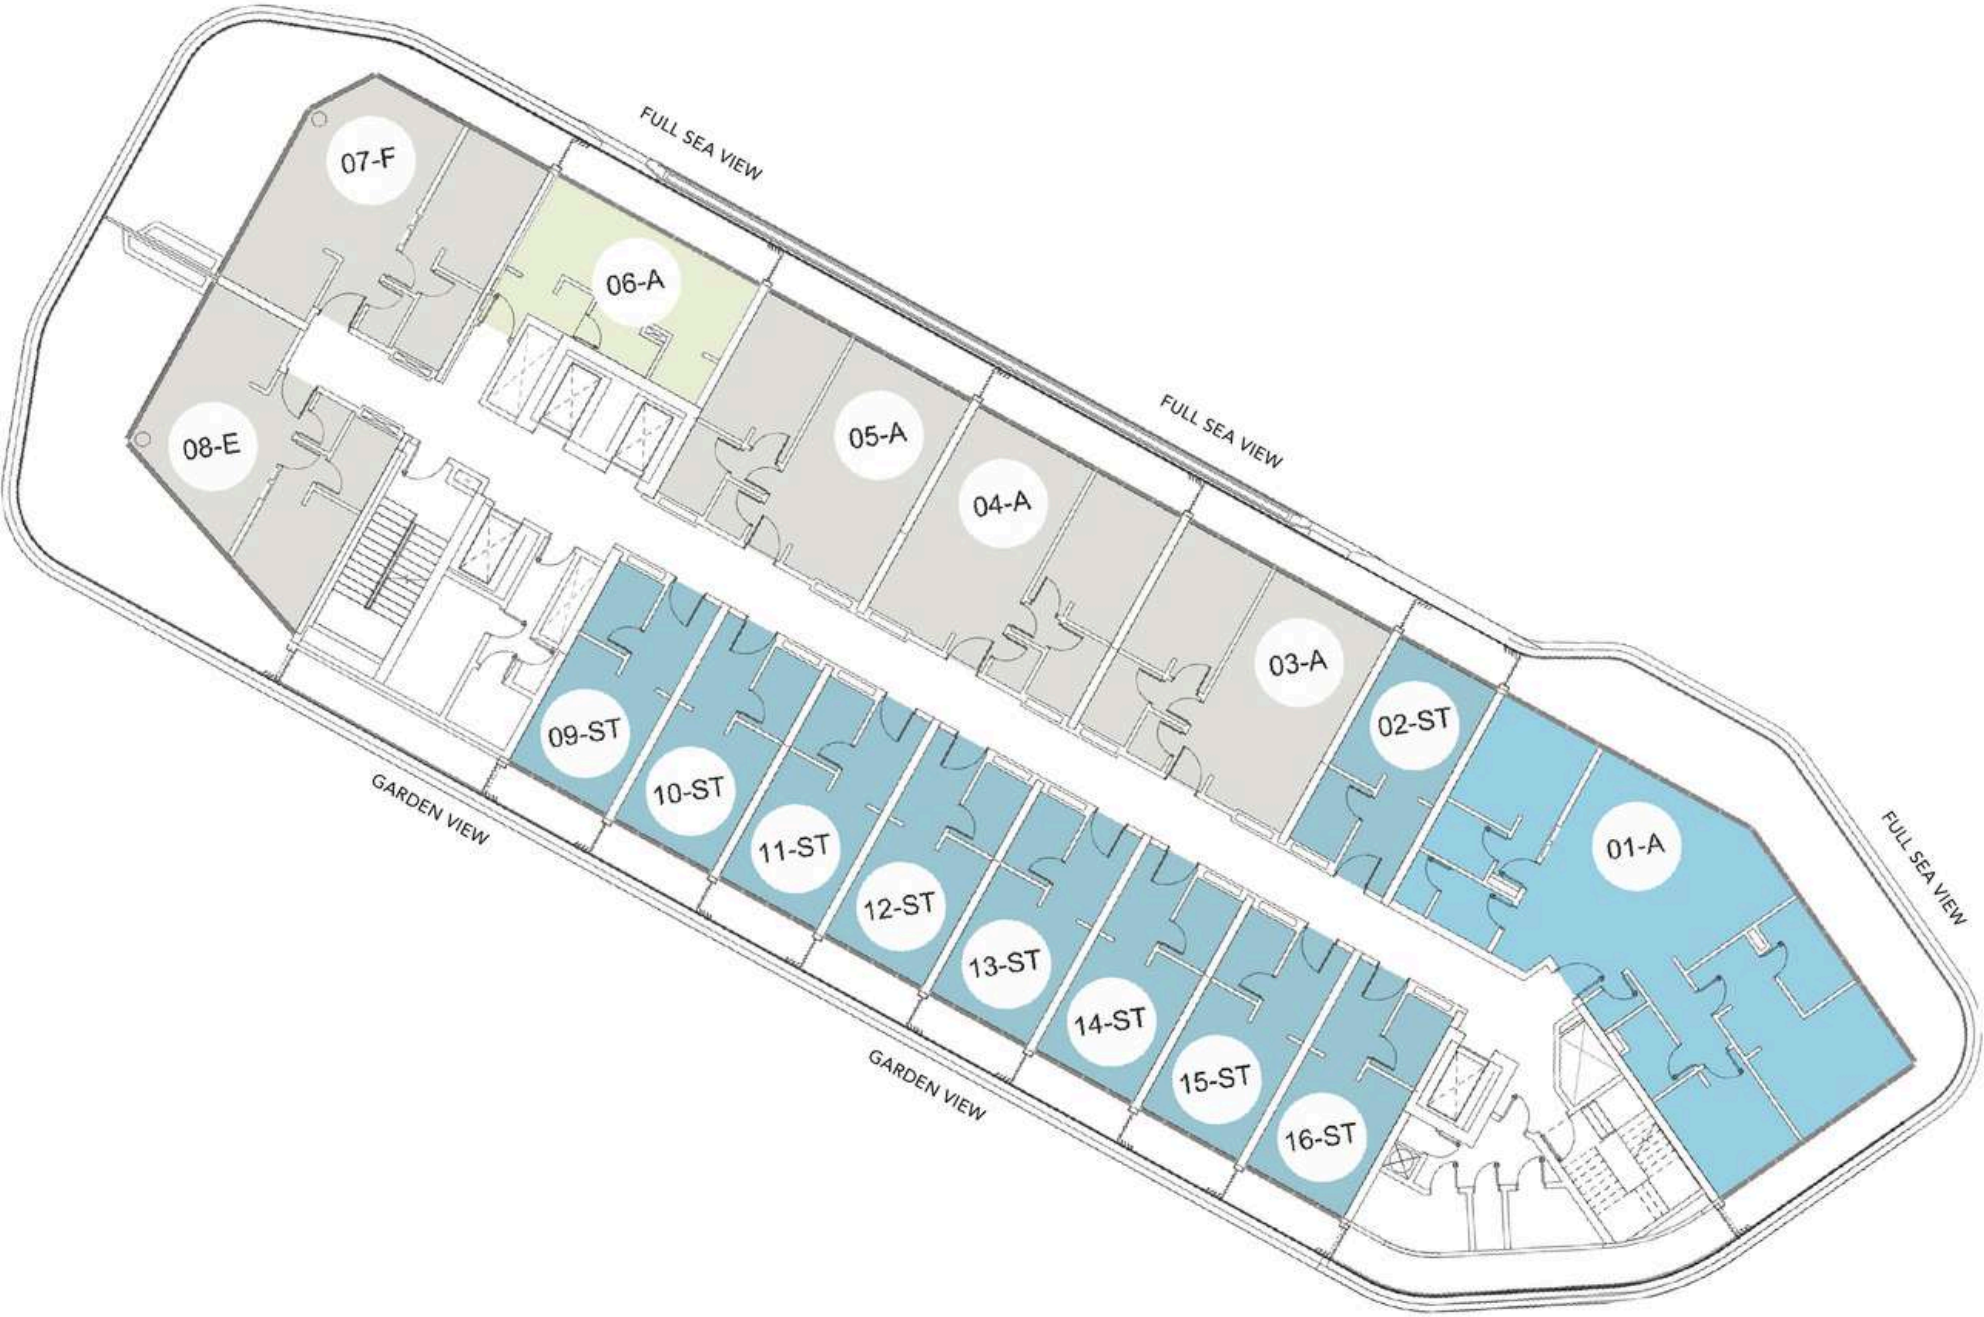 FULL SEA VIEW
07-F
06-A
08-E
05-A
04-A
FULL SEA VIEW
03-A
02-ST
01-A
FULL SEA VIEW
09-ST
10-ST
11-ST
12-ST
13-ST
14-ST
15-ST
16-ST
GARDEN VIEW
GARDEN VIEW